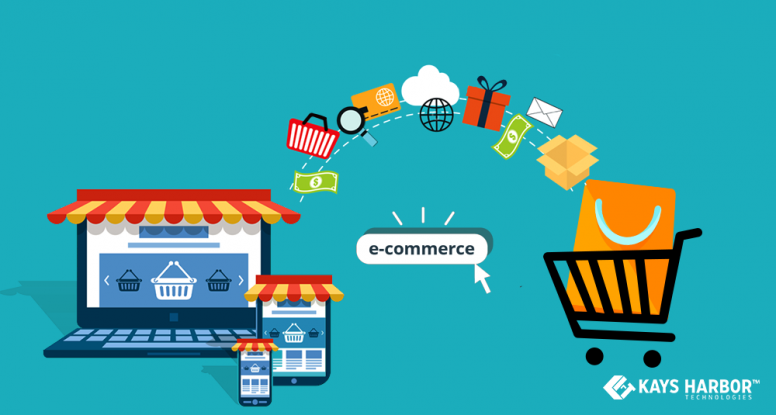 e-commerce
KAYS HARBOR™
TECHNOLOGIES